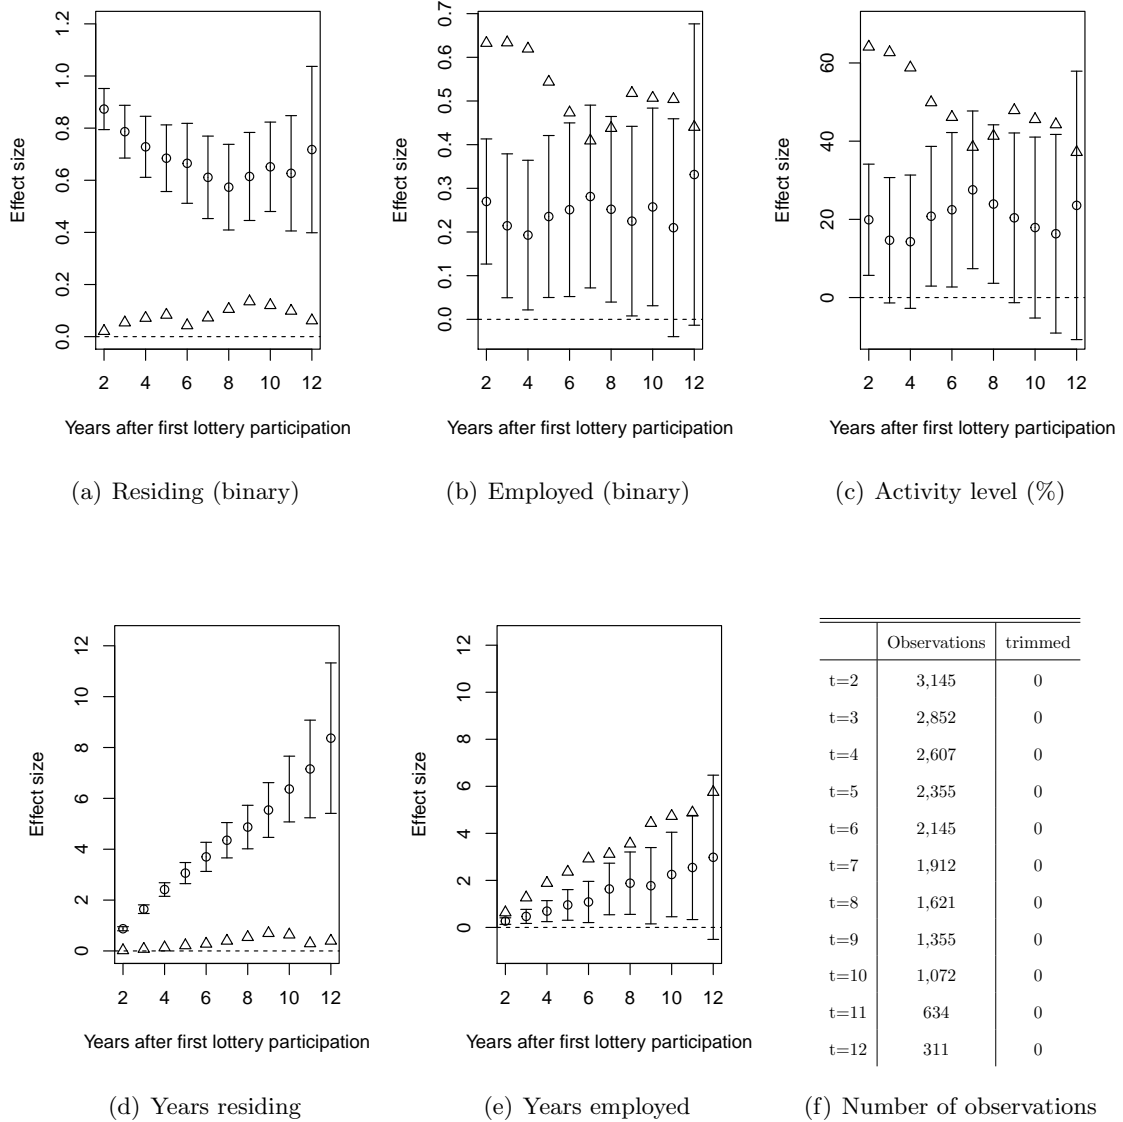 0.0 0.2 0.4 0.6 0.8 1.0 1.2
Effect size
2 4 6 8 10 12
Years after first lottery participation
(a) Residing (binary)
0.0 0.1 0.2 0.3 0.4 0.5 0.6 0.7
Effect size
2 4 6 8 10 12
Years after first lottery participation
(b) Employed (binary)
0 20 40 60
Effect size
2 4 6 8 10 12
Years after first lottery participation
(c) Activity level (%)
0 2 4 6 8 10 12
Effect size
2 4 6 8 10 12
Years after first lottery participation
(d) Years residing
0 2 4 6 8 10 12
Effect size
2 4 6 8 10 12
Years after first lottery participation
(e) Years employed
Observations trimmed
t=2 3,145 0
t=3 2,852 0
t=4 2,607 0
t=5 2,355 0
t=6 2,145 0
t=7 1,912 0
t=8 1,621 0
t=9 1,355 0
t=10 1,072 0
t=11 634 0
t=12 311 0
(f) Number of observations